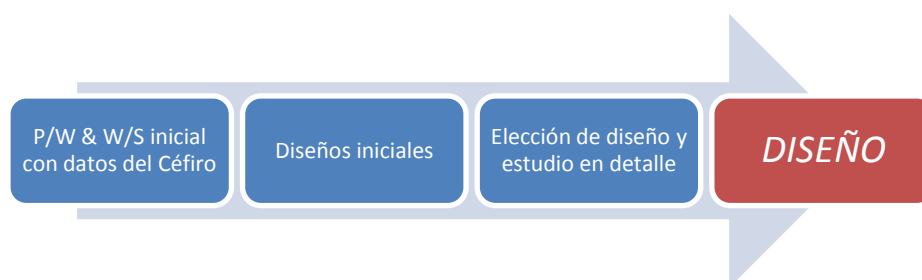 P/W & W/S inicial
con datos del Céfiro
Diseños iniciales
Elección de diseño y
estudio en detalle
DISEÑO